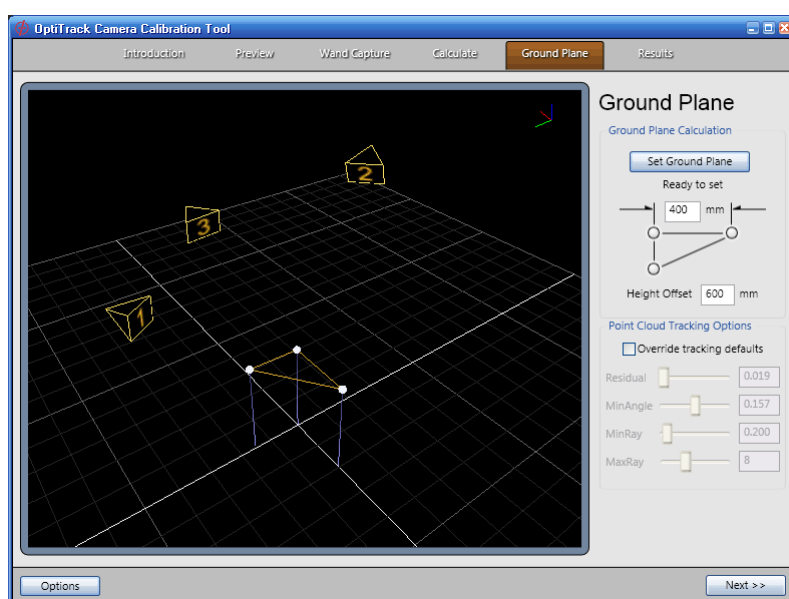 OptiTrack Camera Calibration Tool
Introduction
Preview
Wand Capture
Calculate
Ground Plane
Results
2
3
1
Ground Plane
Ground Plane Calculation
Set Ground Plane
Ready to set
400 mm
Height Offset 600 mm
Point Cloud Tracking Options
Override tracking defaults
Residual 0.019
MinAngle 0.157
MinRay 0.200
MaxRay 8
Options
Next >>